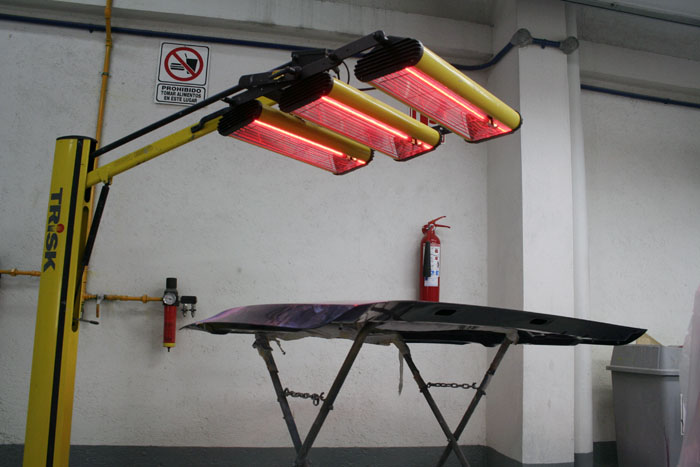 PROHIBIDO
TOMAR ALIMENTOS
EN ESTE LUGAR
TRISK